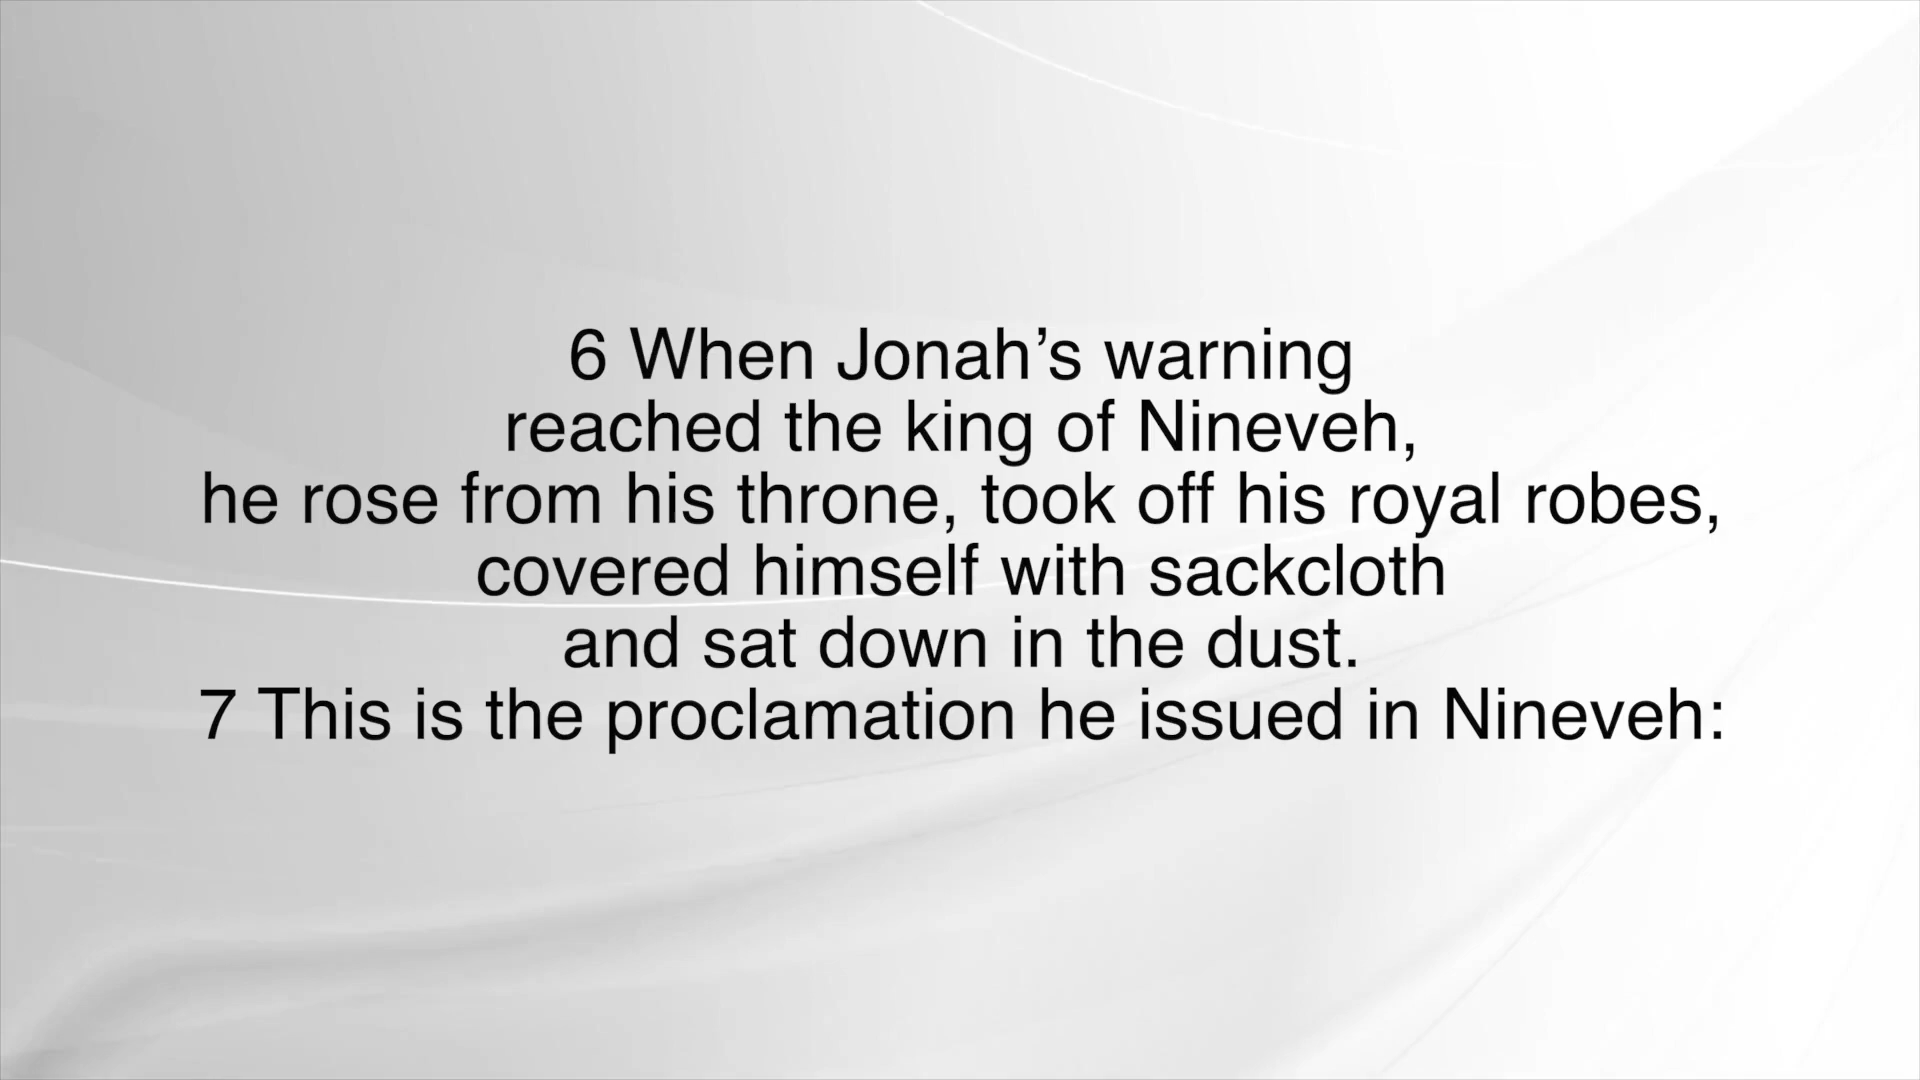 6 When Jonah’s warning
reached the king of Nineveh,
he rose from his throne, took off his royal robes,
covered himself with sackcloth
and sat down in the dust.
7 This is the proclamation he issued in Nineveh: